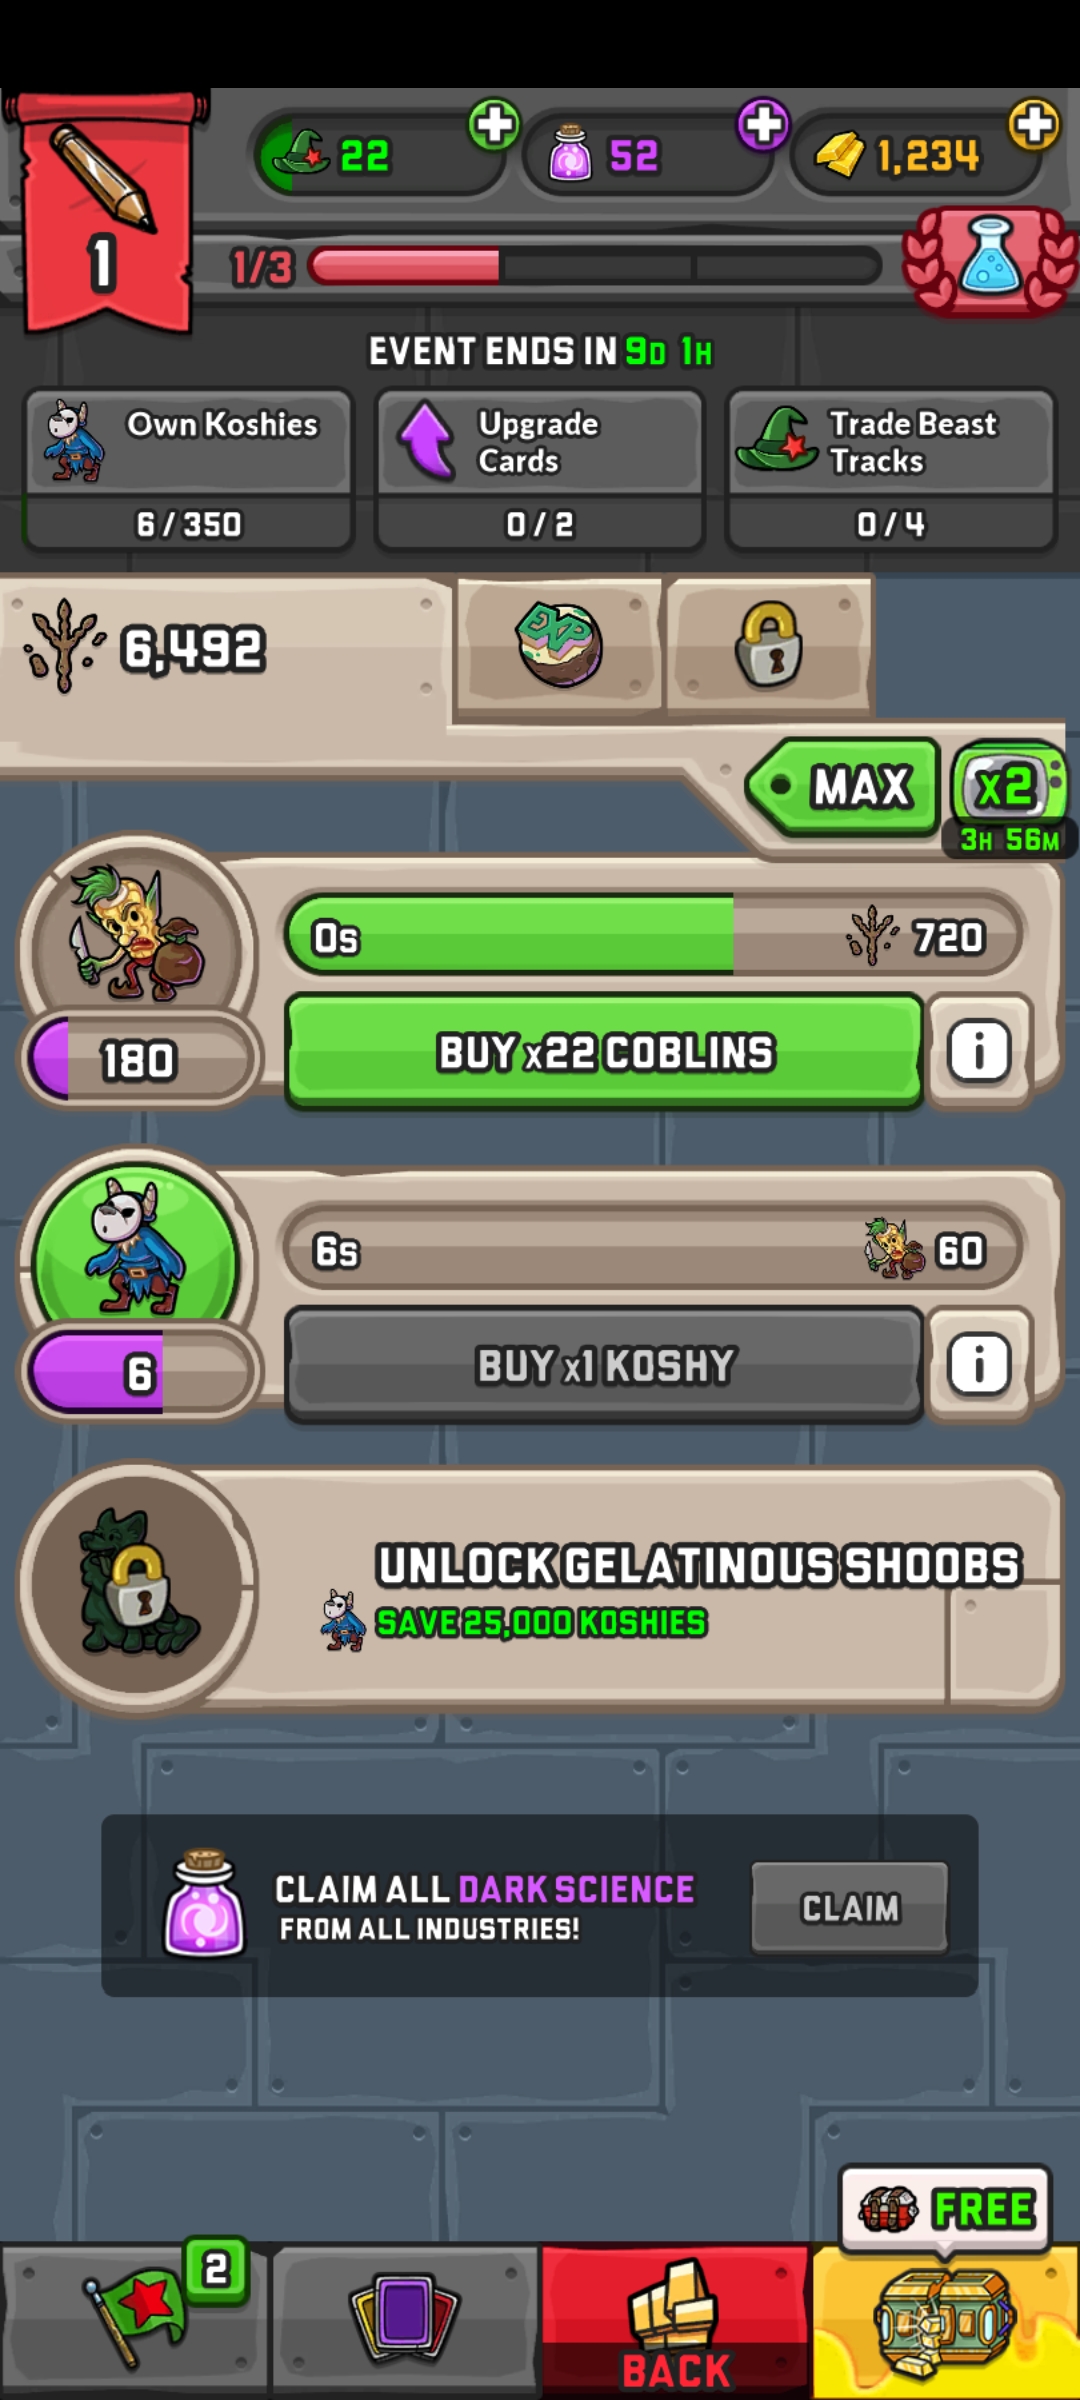 22
52
1,234
1
1/3
EVENT ENDS IN 9D 1H
Own Koshies
6 / 350
Upgrade
Cards
0 / 2
Trade Beast
Tracks
0 / 4
6,492
EXP
MAX
x2
3H 56M
0s
720
180
BUY x22 COBLINS
i
6s
60
6
BUY x1 KOSHY
i
UNLOCK GELATINOUS SHOOBS
SAVE 25,000 KOSHIES
CLAIM ALL DARK SCIENCE
FROM ALL INDUSTRIES!
CLAIM
FREE
2
BACK